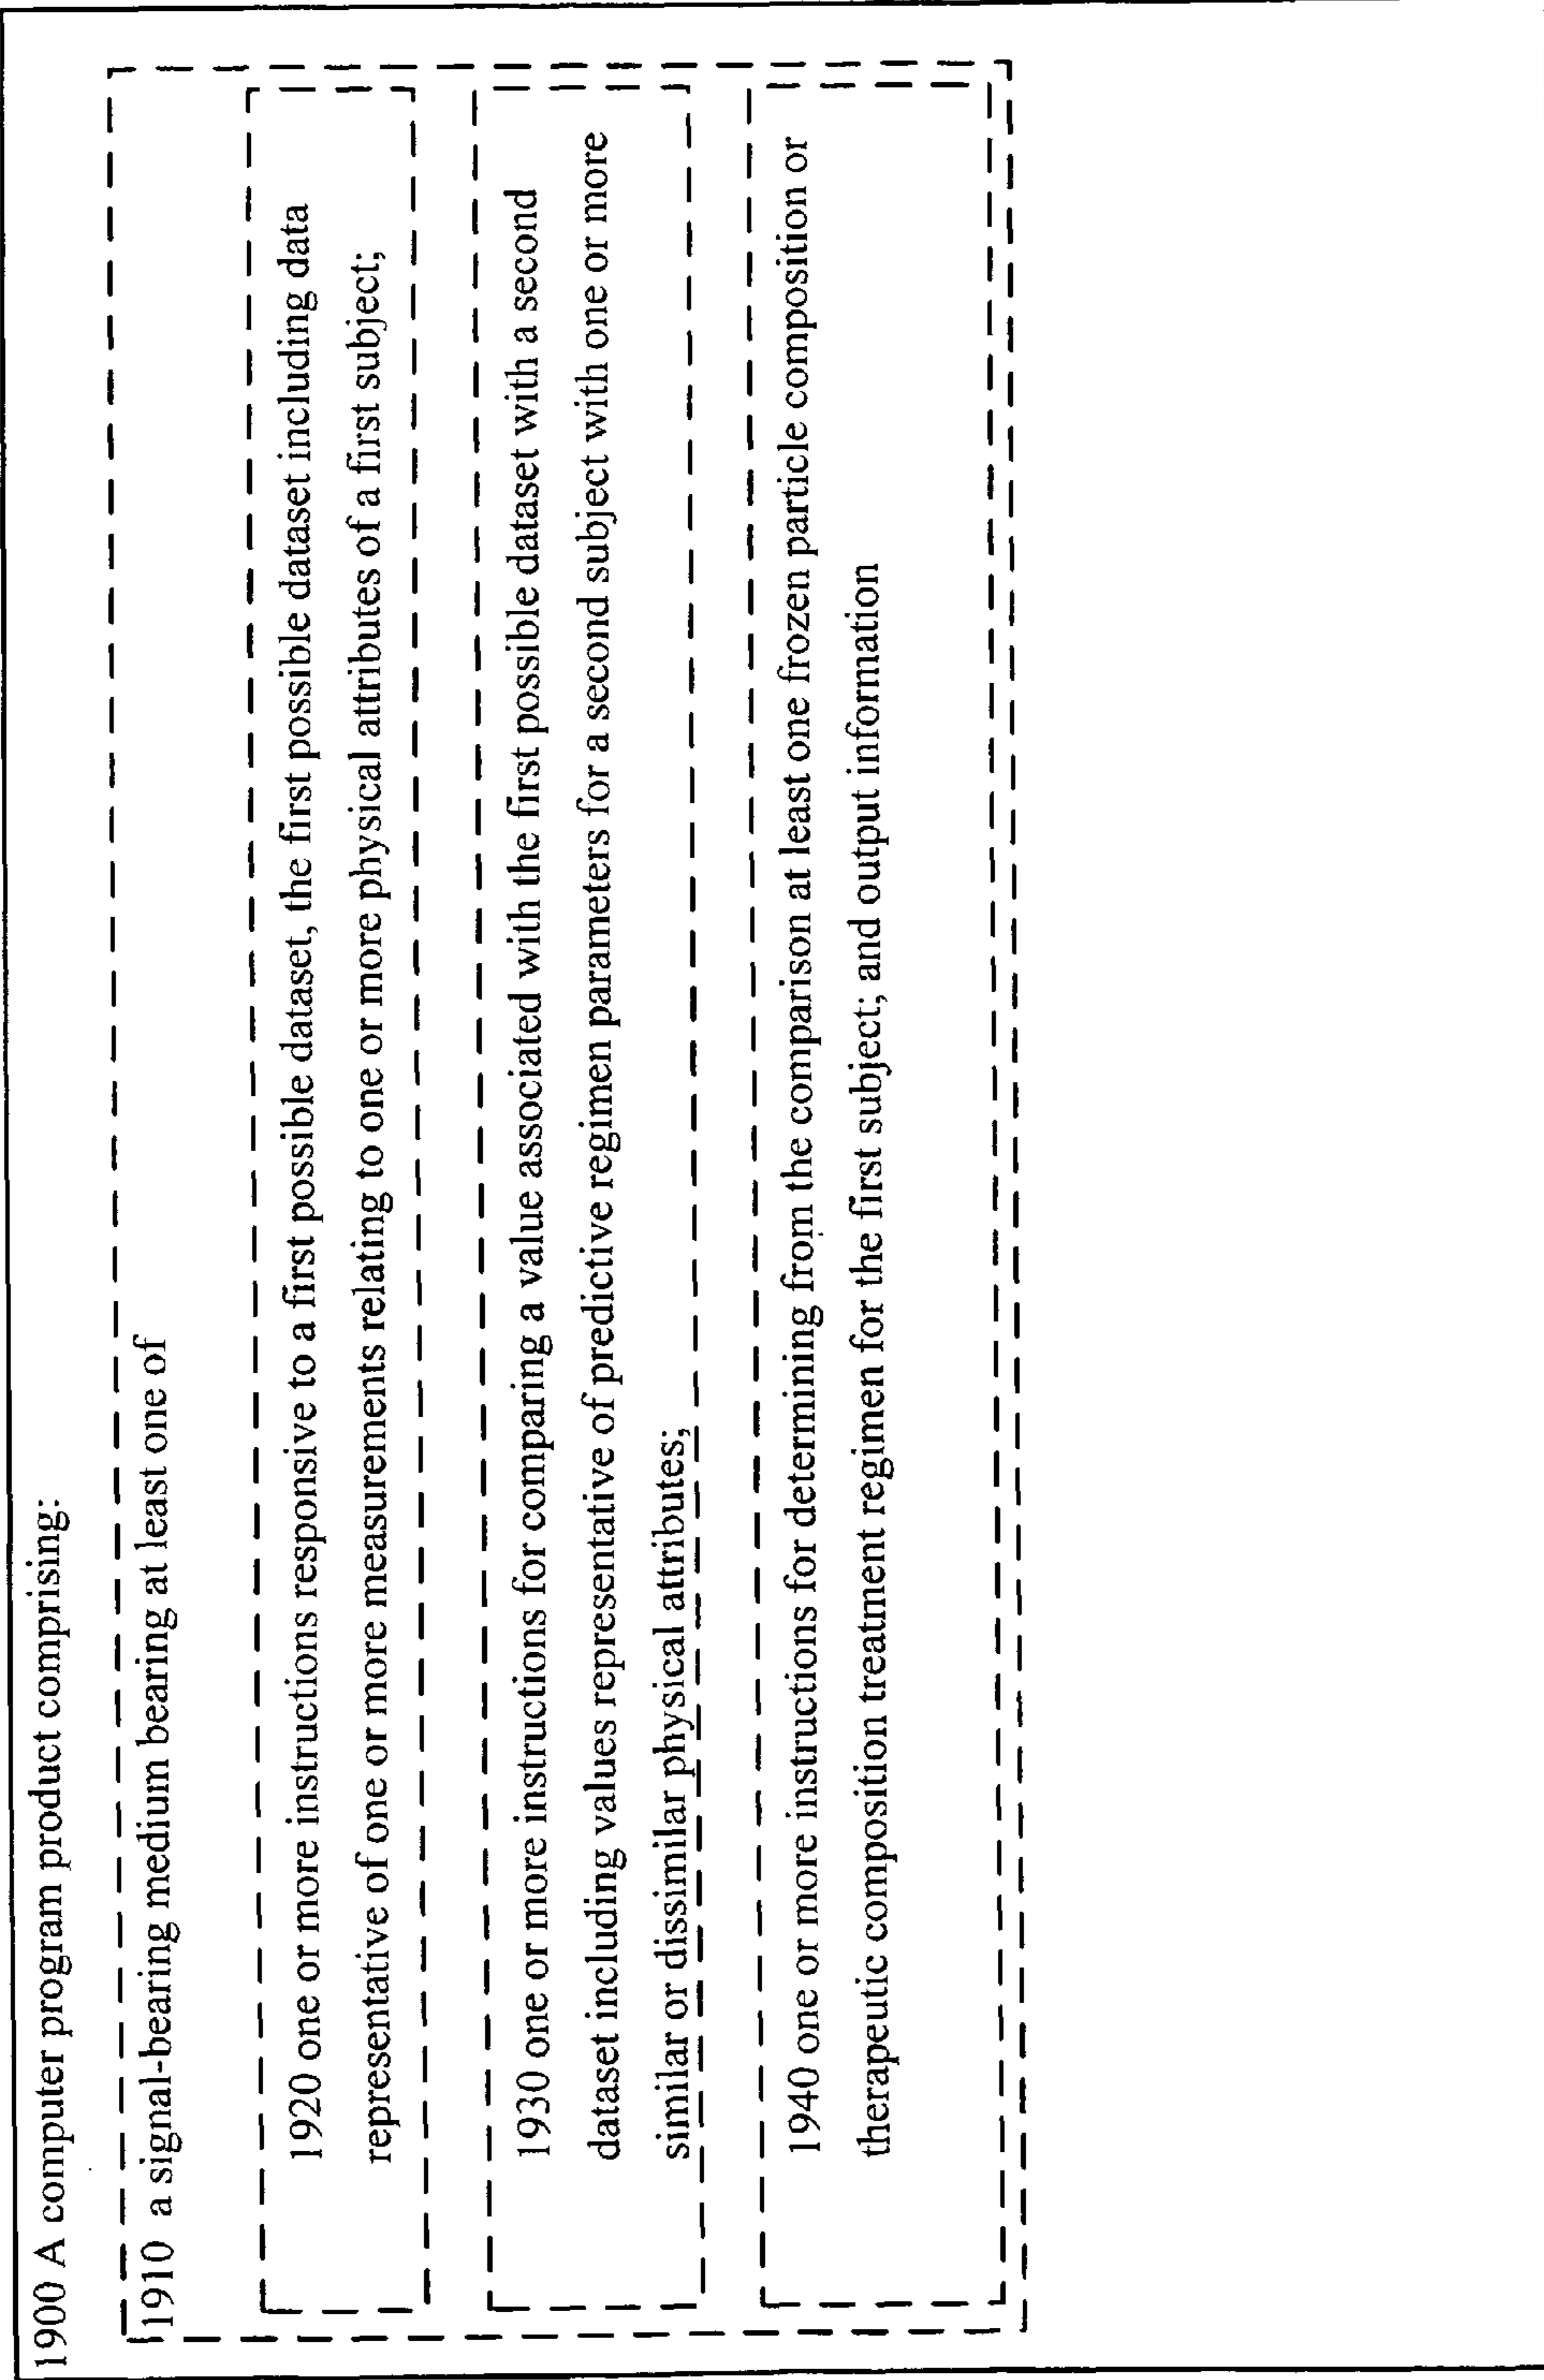 1900 A computer program product comprising:
1910 a signal-bearing medium bearing at least one of
1920 one or more instructions responsive to a first possible dataset, the first possible dataset including data
representative of one or more measurements relating to one or more physical attributes of a first subject;
1930 one or more instructions for comparing a value associated with the first possible dataset with a second
dataset including values representative of predictive regimen parameters for a second subject with one or more
similar or dissimilar physical attributes;
1940 one or more instructions for determining from the comparison at least one frozen particle composition or
therapeutic composition treatment regimen for the first subject; and output information